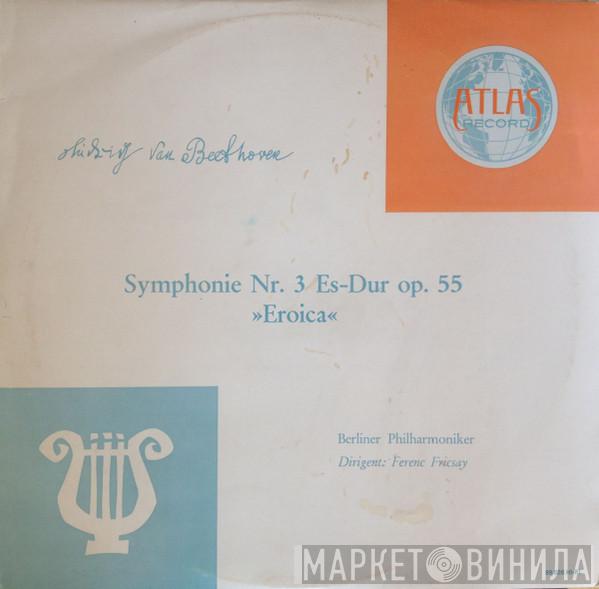 ATLAS
RECORD
Ludwig van Beethoven
Symphonie Nr. 3 Es-Dur op. 55
»Eroica«
Berliner Philharmoniker
Dirigent: Ferenc Fricsay
МАРКЕТ ВИНИЛА